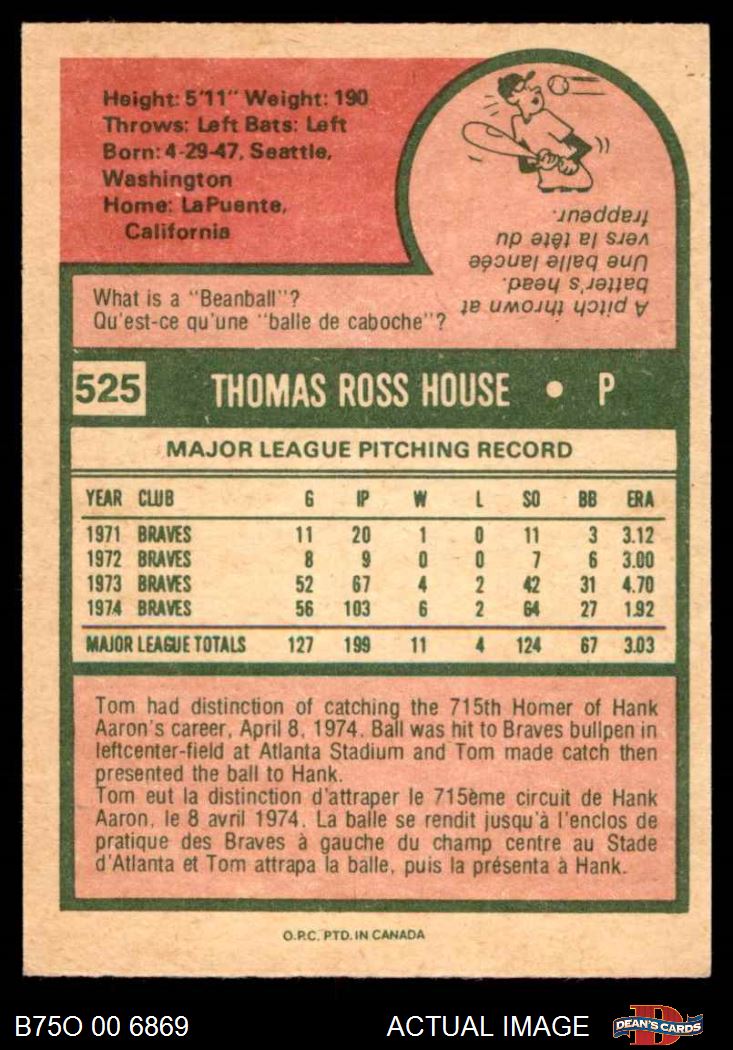 Height: 5'11" Weight: 190
Throws: Left Bats: Left
Born: 4-29-47, Seattle,
Washington
Home: LaPuente,
California
What is a "Beanball"?
Qu'est-ce qu'une "balle de caboche"?
A pitch thrown at
batter's head.
Une balle lancée
vers la tête du
frappeur.
525 THOMAS ROSS HOUSE • P
MAJOR LEAGUE PITCHING RECORD
YEAR CLUB G IP W L SO BB ERA
1971 BRAVES 11 20 1 0 11 3 3.12
1972 BRAVES 8 9 0 0 7 6 3.00
1973 BRAVES 52 67 4 2 42 31 4.70
1974 BRAVES 56 103 6 2 64 27 1.92
MAJOR LEAGUE TOTALS 127 199 11 4 124 67 3.03
Tom had distinction of catching the 715th Homer of Hank
Aaron's career, April 8, 1974. Ball was hit to Braves bullpen in
leftcenter-field at Atlanta Stadium and Tom made catch then
presented the ball to Hank.
Tom eut la distinction d'attraper le 715ème circuit de Hank
Aaron, le 8 avril 1974. La balle se rendit jusqu'à l'enclos de
pratique des Braves à gauche du champ centre au Stade
d'Atlanta et Tom attrapa la balle, puis la présenta à Hank.
O.P.C. PTD. IN CANADA
B75O 00 6869 ACTUAL IMAGE D DEAN'S CARDS